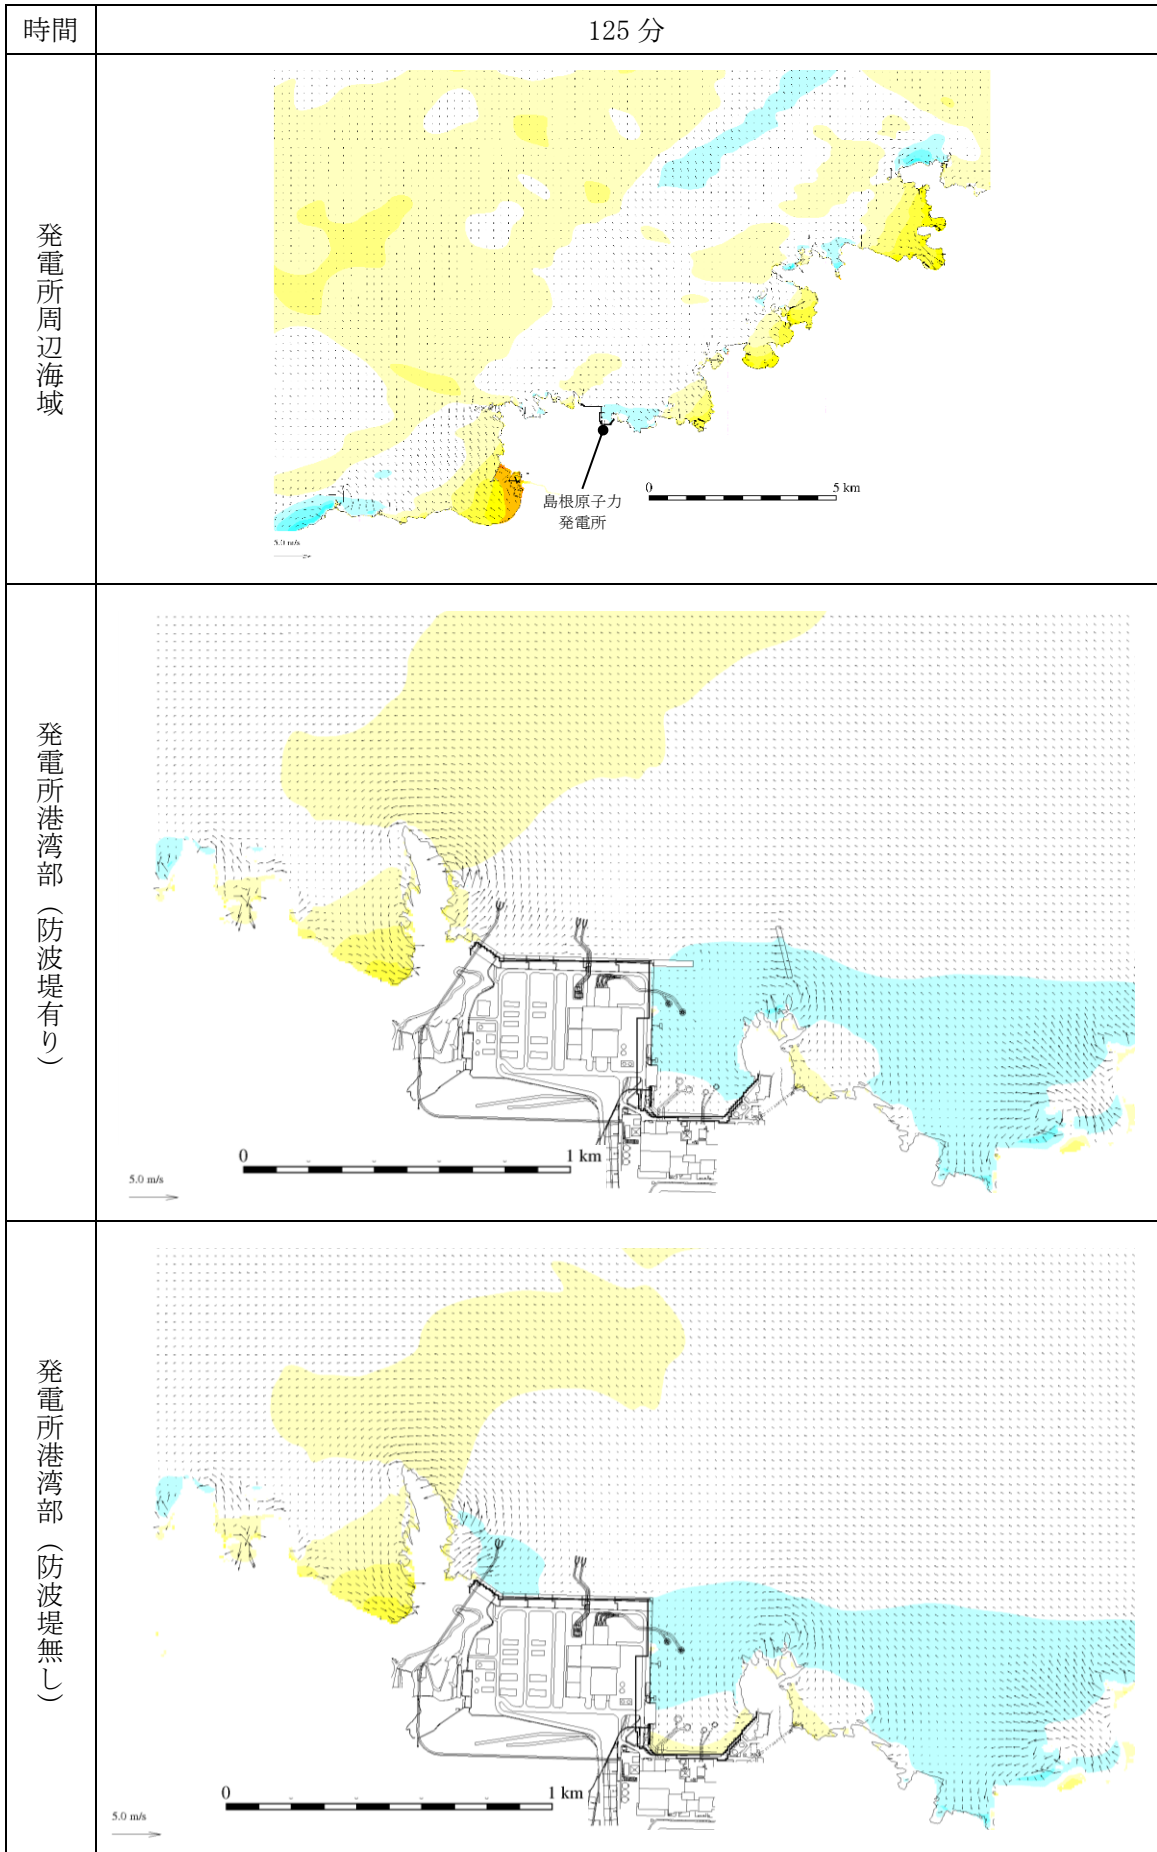 時間
125 分
発電所周辺海域
島根原子力
発電所
0
5 km
5.0 m/s
発電所港湾部（防波堤有り）
0
1 km
5.0 m/s
発電所港湾部（防波堤無し）
0
1 km
5.0 m/s